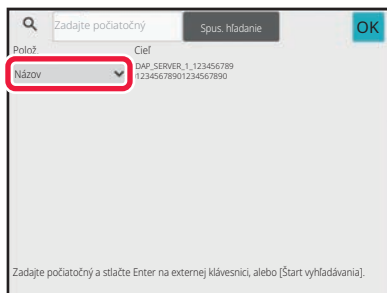 Zadajte počiatočný
Spus. hľadanie
OK
Polož.
Cieľ
Názov
DAP_SERVER_1_123456789
12345678901234567890
Zadajte počiatočný a stlačte Enter na externej klávesnici, alebo [Štart vyhľadávania].